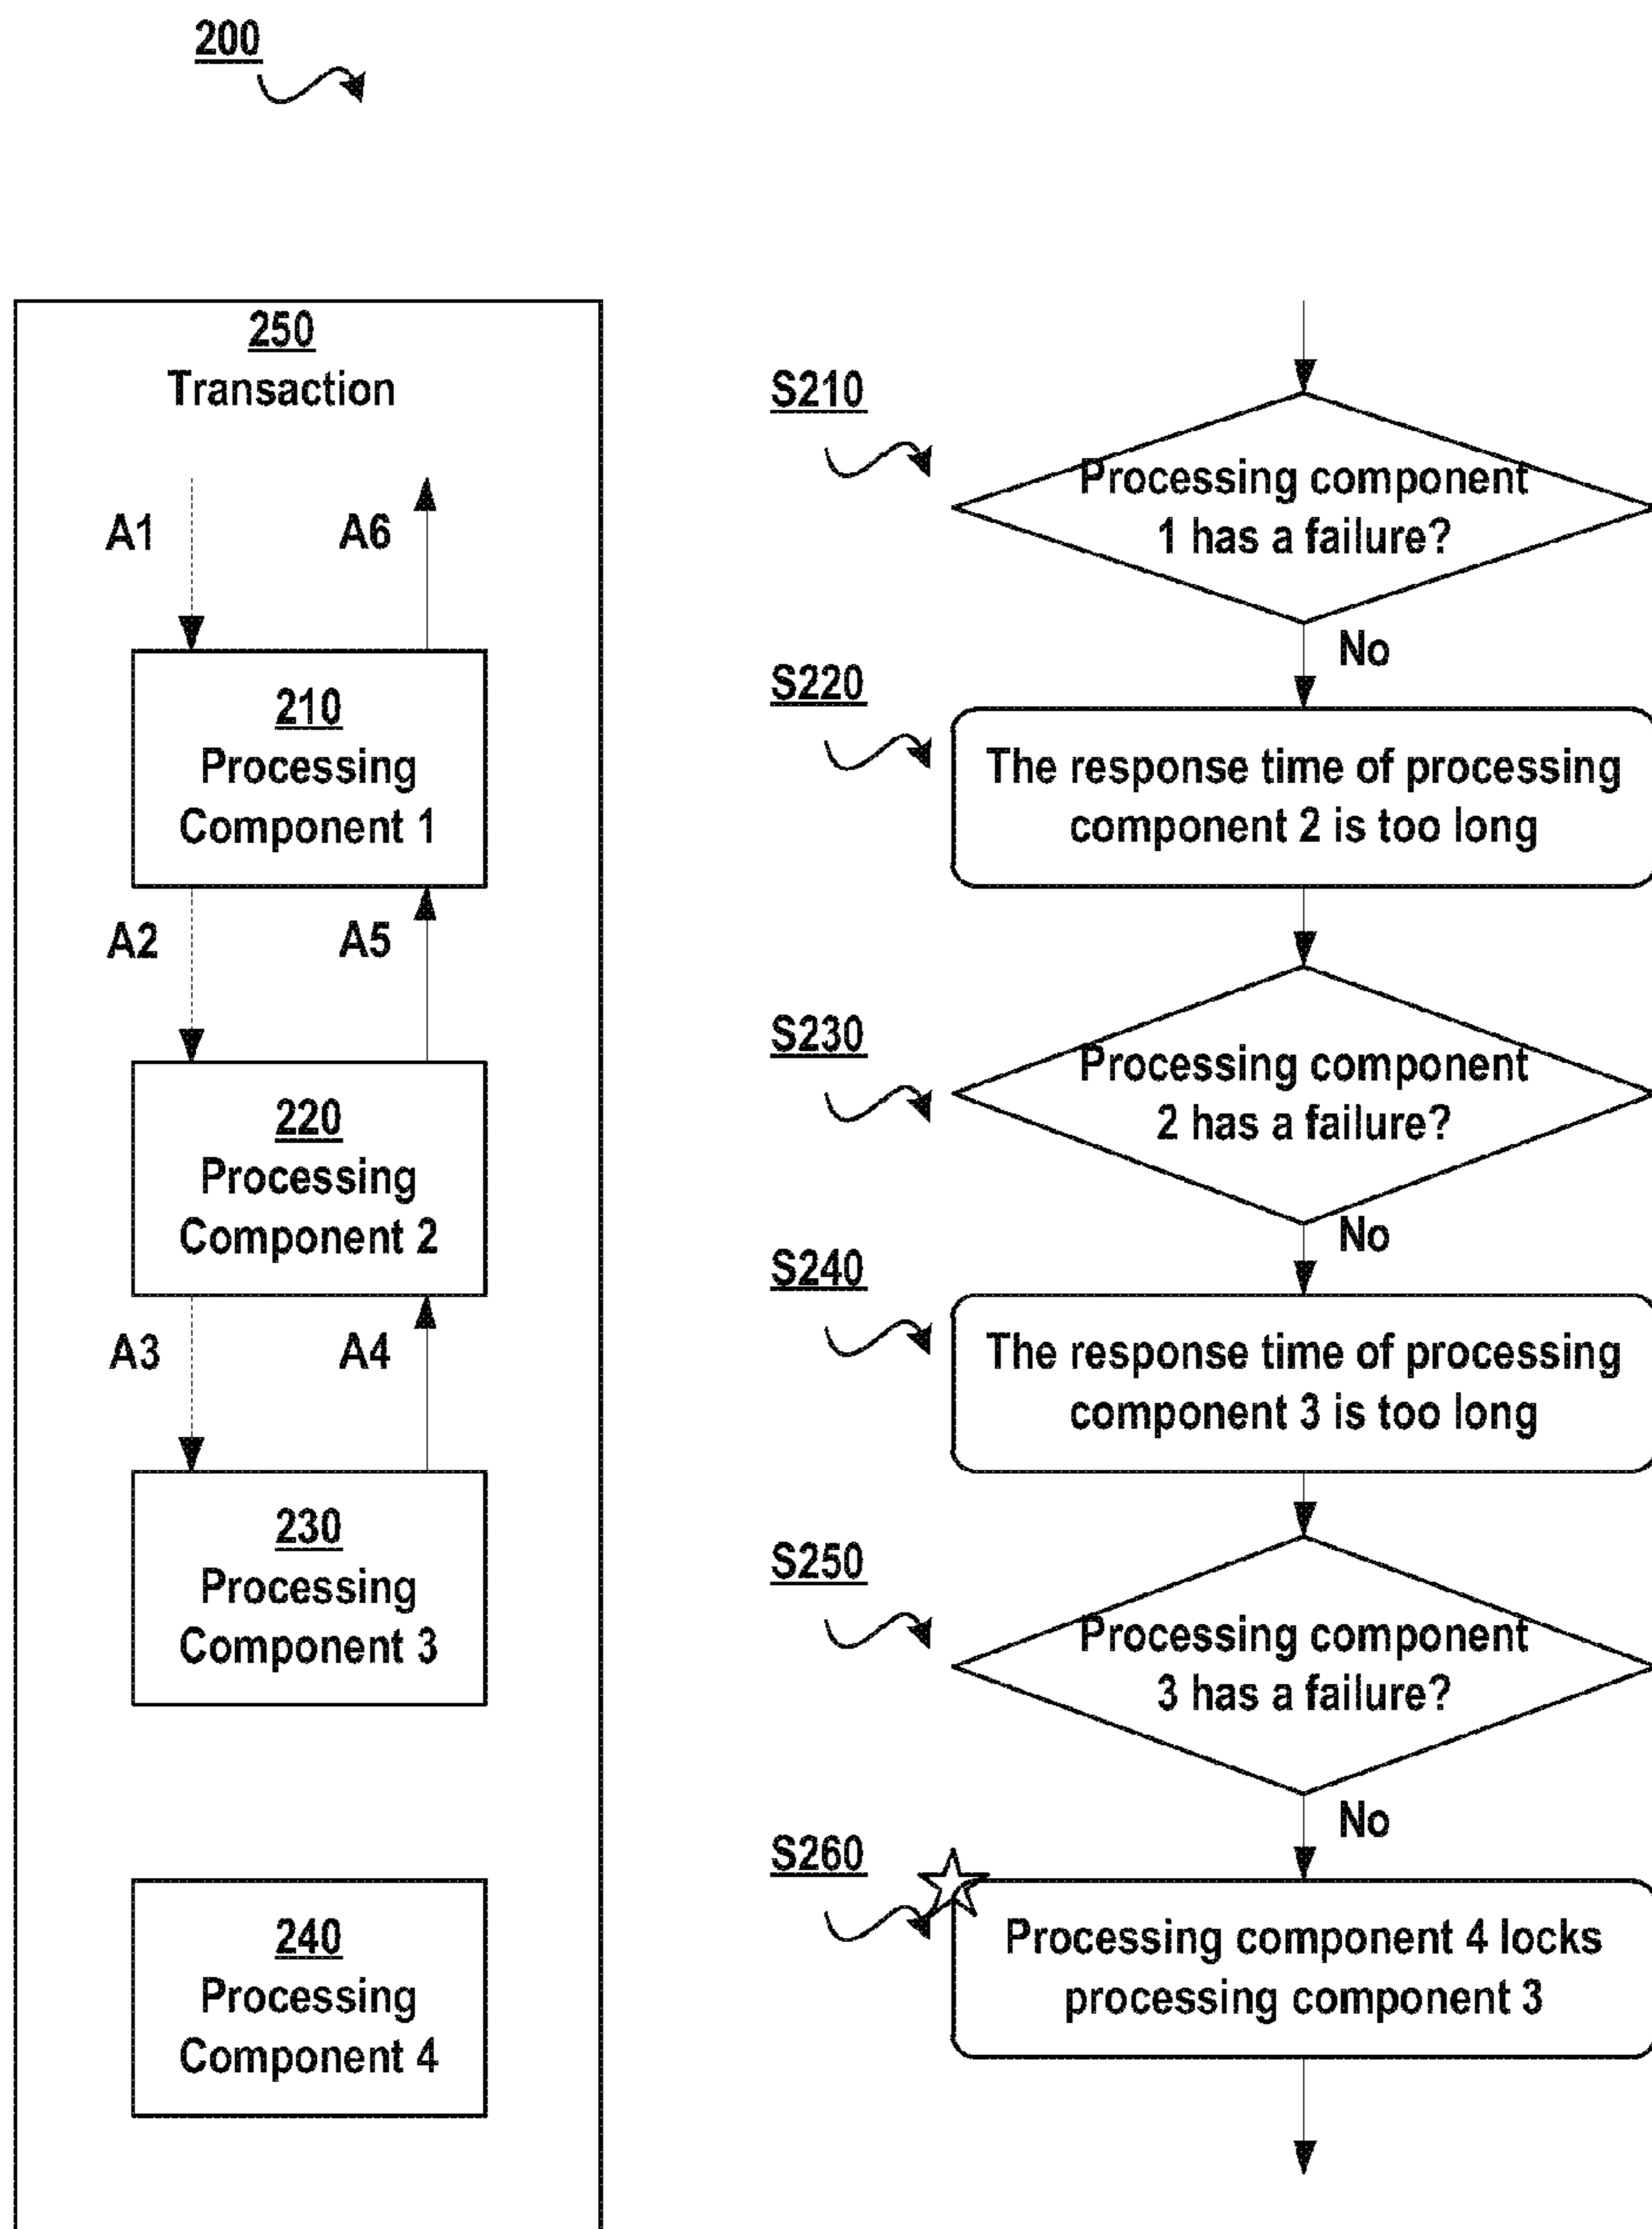 200
250
Transaction
A1
A6
210
Processing
Component 1
A2
A5
220
Processing
Component 2
A3
A4
230
Processing
Component 3
240
Processing
Component 4
S210
Processing component
1 has a failure?
No
S220
The response time of processing
component 2 is too long
S230
Processing component
2 has a failure?
No
S240
The response time of processing
component 3 is too long
S250
Processing component
3 has a failure?
No
S260
Processing component 4 locks
processing component 3